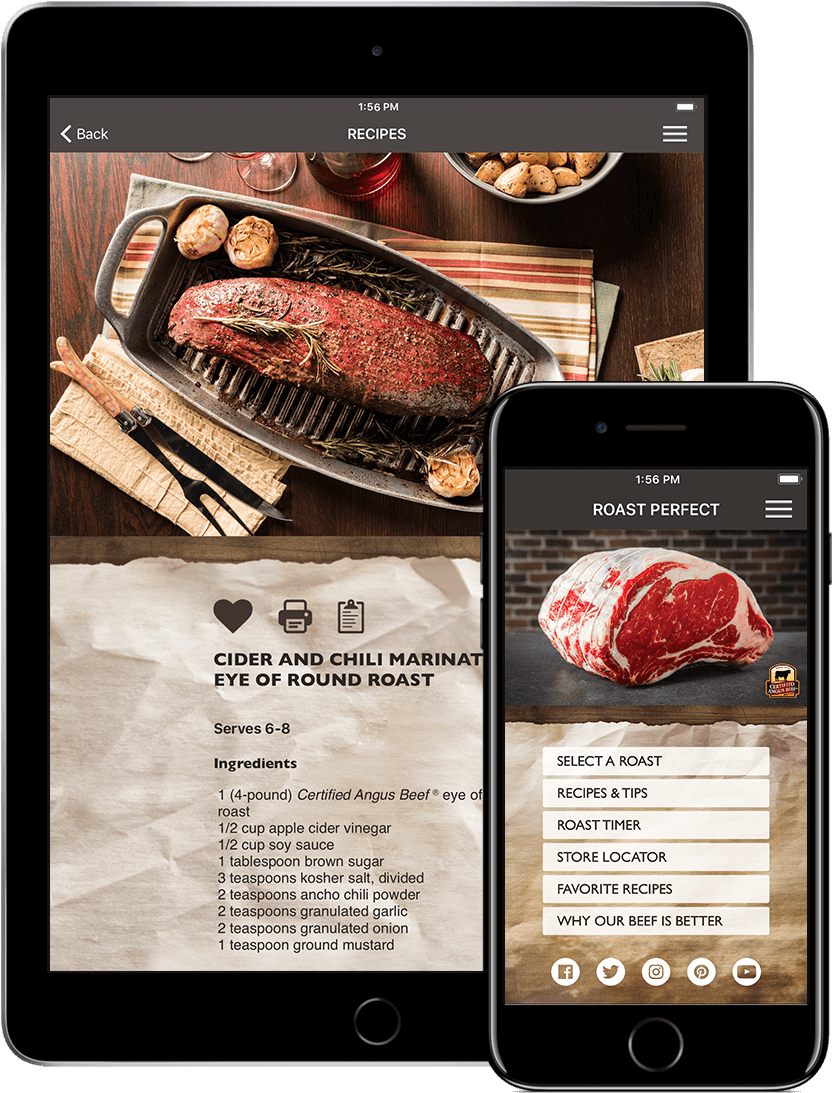 1:56 PM
Back
RECIPES
CIDER AND CHILI MARINAT
EYE OF ROUND ROAST
Serves 6-8
Ingredients
1 (4-pound) Certified Angus Beef ® eye of
roast
1/2 cup apple cider vinegar
1/2 cup soy sauce
1 tablespoon brown sugar
3 teaspoons kosher salt, divided
2 teaspoons ancho chili powder
2 teaspoons granulated garlic
2 teaspoons granulated onion
1 teaspoon ground mustard
1:56 PM
ROAST PERFECT
CERTIFIED
ANGUS BEEF
SELECT A ROAST
RECIPES & TIPS
ROAST TIMER
STORE LOCATOR
FAVORITE RECIPES
WHY OUR BEEF IS BETTER